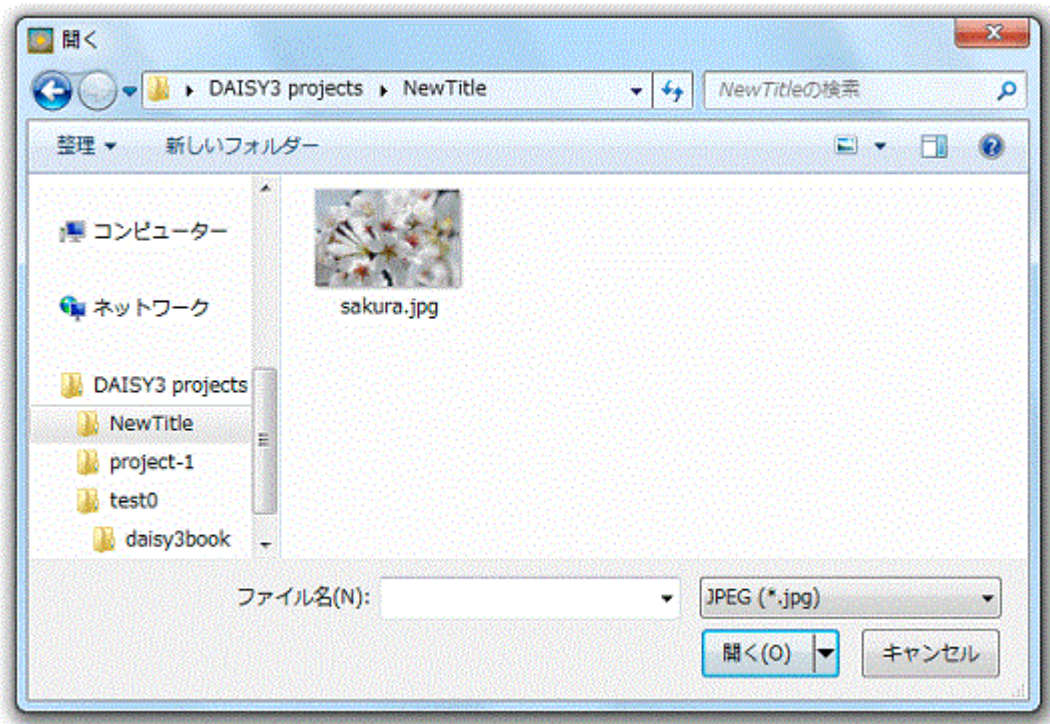 開く
DAISY3 projects NewTitle
NewTitleの検索
整理 新しいフォルダー
コンピューター
ネットワーク
DAISY3 projects
NewTitle
project-1
test0
daisy3book
sakura.jpg
ファイル名(N):
JPEG (*.jpg)
開く(O) キャンセル